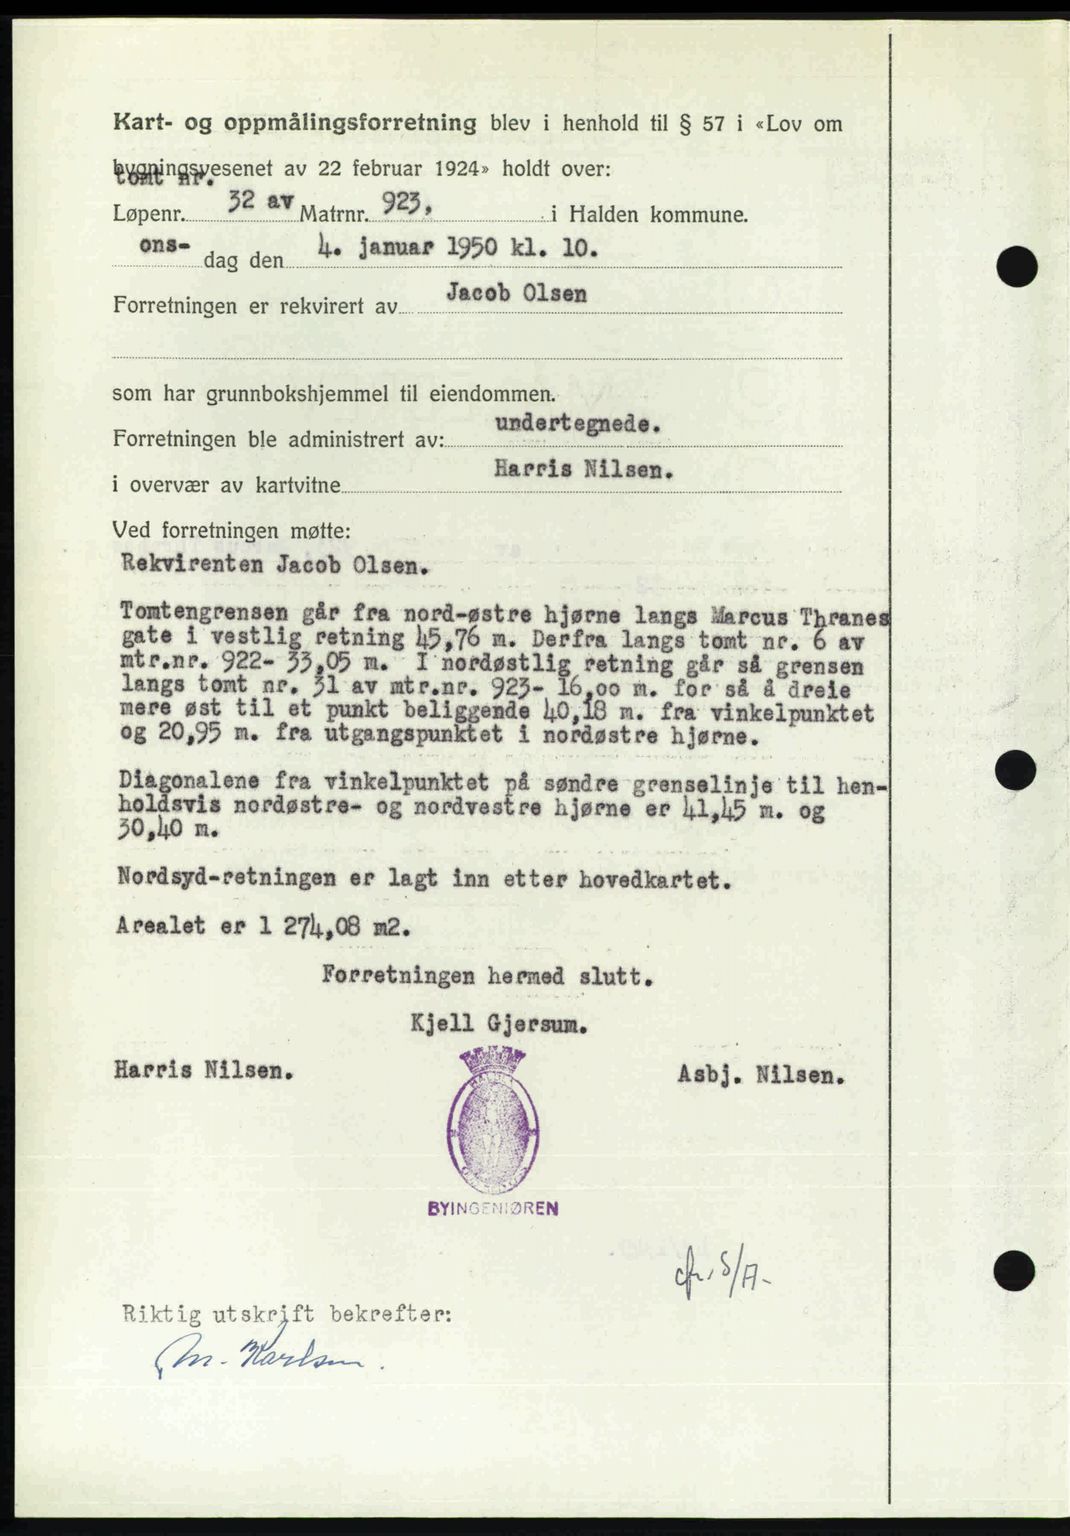 Kart- og oppmålingsforretning blev i henhold til § 57 i «Lov om
bygningsvesenet av 22 februar 1924» holdt over:
tomt nr.
Løpenr. 32 av Matrnr. 923, i Halden kommune.
ons- dag den 4. januar 1950 kl. 10.
Forretningen er rekvirert av Jacob Olsen
som har grunnbokshjemmel til eiendommen.
Forretningen ble administrert av: undertegnede.
i overvær av kartvitne Harris Nilsen.
Ved forretningen møtte:
Rekvirenten Jacob Olsen.
Tomtengrensen går fra nord-østre hjørne langs Marcus Thranes
gate i vestlig retning 45,76 m. Derfra langs tomt nr. 6 av
mtr.nr. 922- 33,05 m. I nordøstlig retning går så grensen
langs tomt nr. 31 av mtr.nr. 923- 16,00 m. for så å dreie
mere øst til et punkt beliggende 40,18 m. fra vinkelpunktet
og 20,95 m. fra utgangspunktet i nordøstre hjørne.
Diagonalene fra vinkelpunktet på søndre grenselinje til hen-
holdsvis nordøstre- og nordvestre hjørne er 41,45 m. og
30,40 m.
Nordsyd-retningen er lagt inn etter hovedkartet.
Arealet er 1 274,08 m2.
Forretningen hermed slutt.
Kjell Gjersum.
Harris Nilsen.
Asbj. Nilsen.
BYINGENIØREN
Riktig utskrift bekrefter:
M. Karlsen.